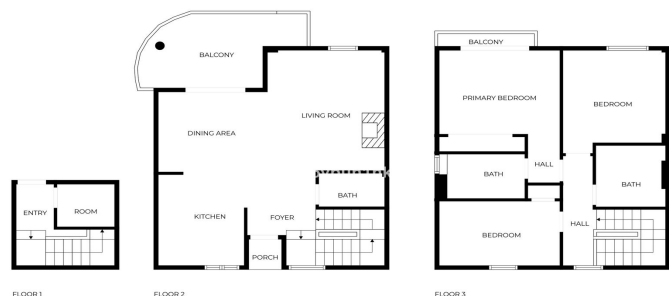 BALCONY
LIVING ROOM
DINING AREA
BATH
KITCHEN
FOYER
PORCH
ENTRY
ROOM
BALCONY
PRIMARY BEDROOM
BEDROOM
HALL
BATH
BATH
HALL
BEDROOM
FLOOR 1
FLOOR 2
FLOOR 3